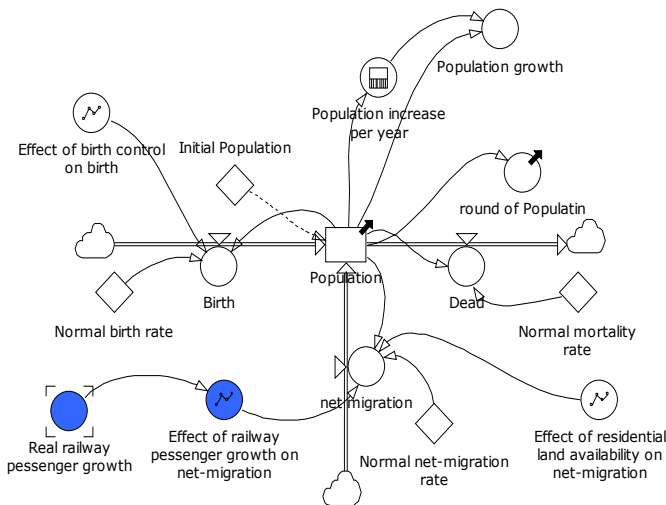 Population growth
Population increase
per year
Effect of birth control
on birth
Initial Population
round of Populatin
Population
Birth
Dead
Normal birth rate
Normal mortality
rate
net migration
Real railway
pessenger growth
Effect of railway
pessenger growth on
net-migration
Normal net-migration
rate
Effect of residential
land availability on
net-migration